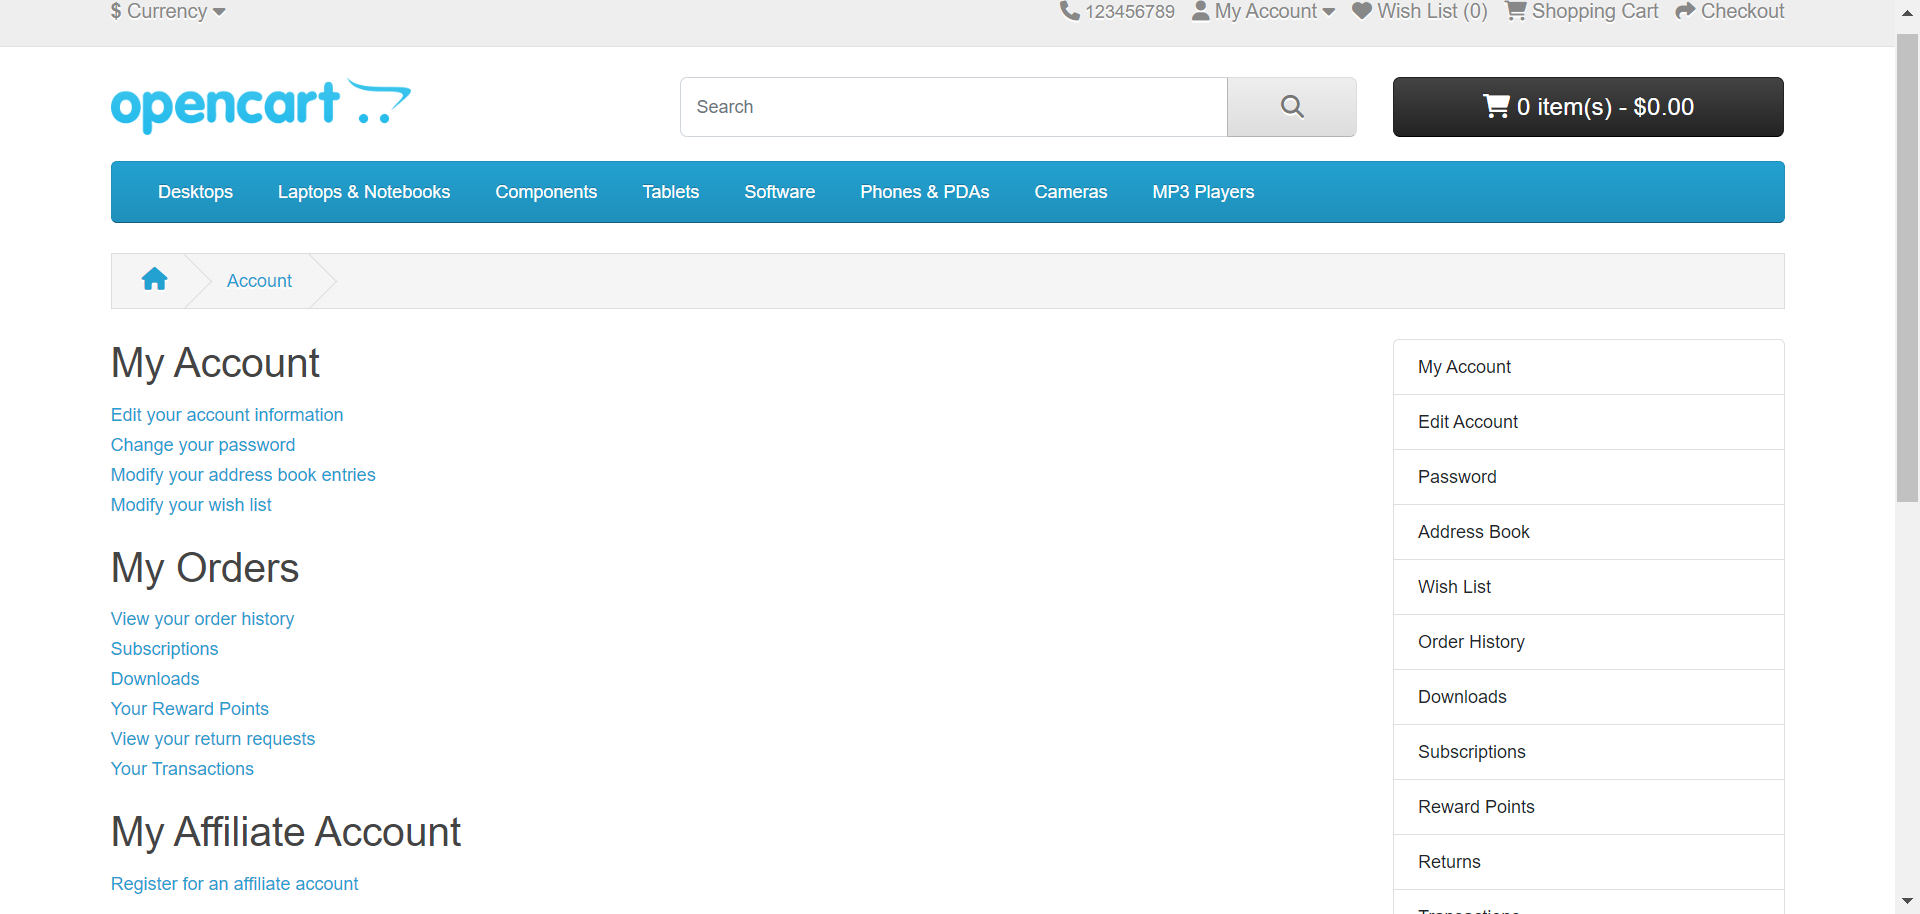 $ Currency
123456789 My Account Wish List (0) Shopping Cart Checkout
opencart
Search
0 item(s) - $0.00
Desktops Laptops & Notebooks Components Tablets Software Phones & PDAs Cameras MP3 Players
Account
My Account
Edit your account information
Change your password
Modify your address book entries
Modify your wish list
My Orders
View your order history
Subscriptions
Downloads
Your Reward Points
View your return requests
Your Transactions
My Affiliate Account
Register for an affiliate account
My Account
Edit Account
Password
Address Book
Wish List
Order History
Downloads
Subscriptions
Reward Points
Returns